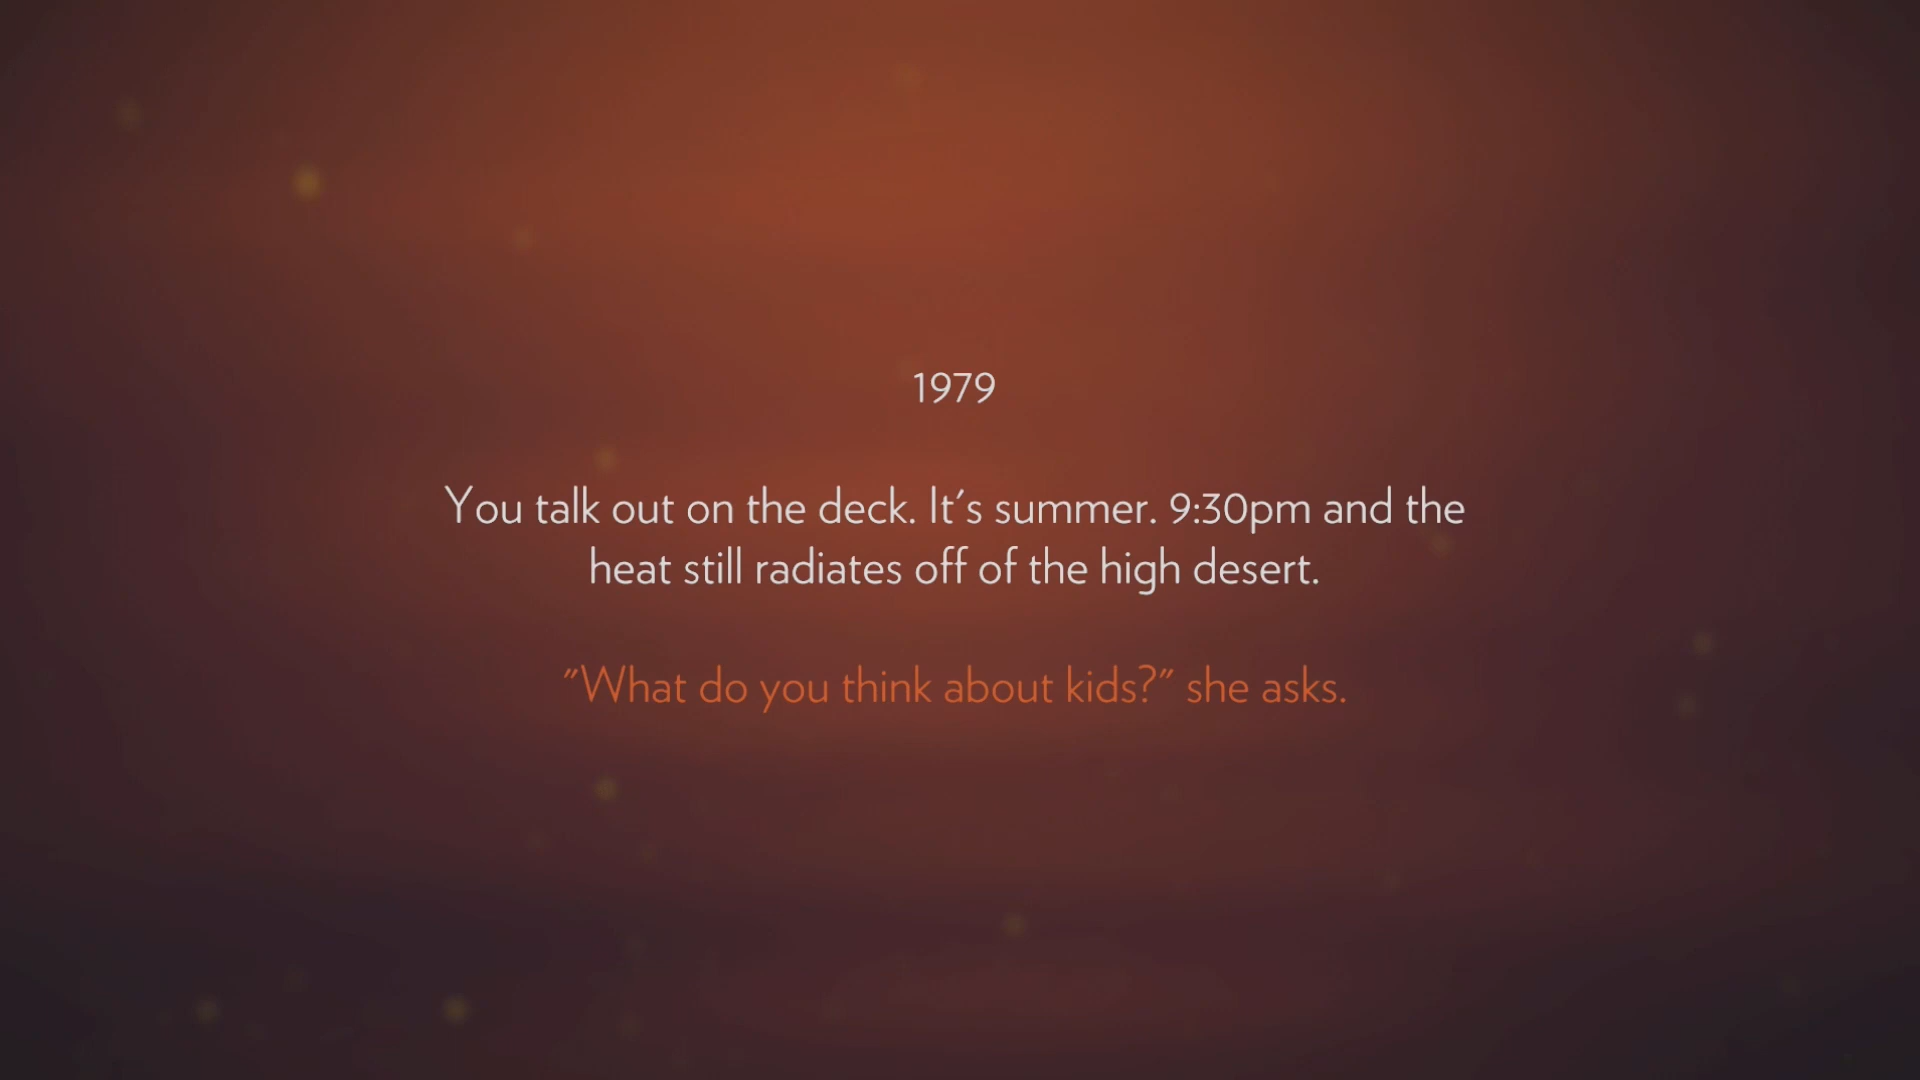 1979
You talk out on the deck. It's summer. 9:30pm and the
heat still radiates off of the high desert.
"What do you think about kids?" she asks.